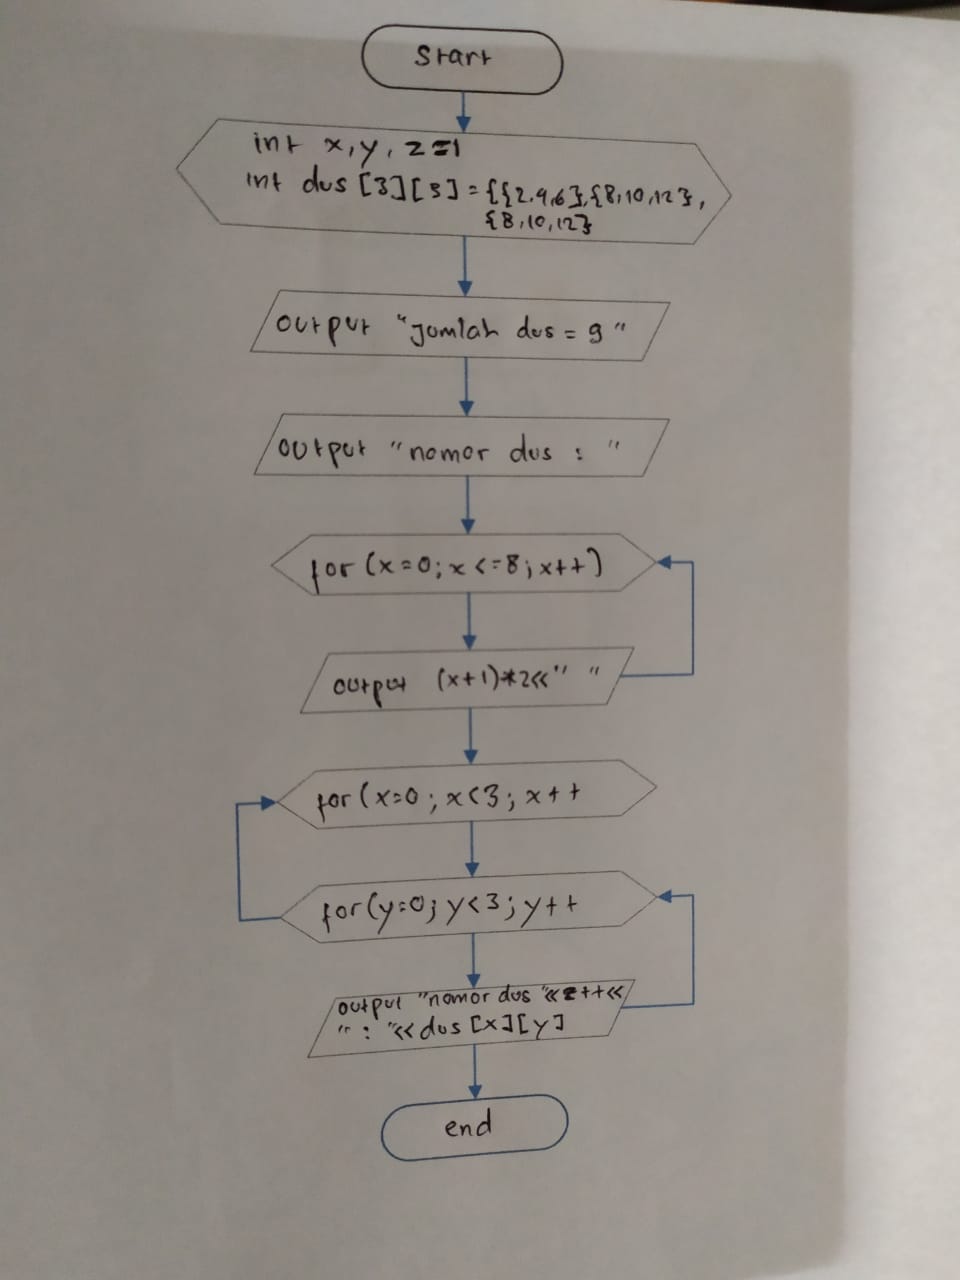 Start
int x,y, z=1
int dus [3][3] = {{2,4,6},{8,10,12},
{8,10,12}
output "jumlah dus = 9 "
output "nomor dus : "
for (x=0; x<=8; x++)
output (x+1)*2<<" "
for (x=0; x<3; x++
for (y=0; y<3; y++
output "nomor dus "<<z++<<
" : "<<dus [x][y]
end